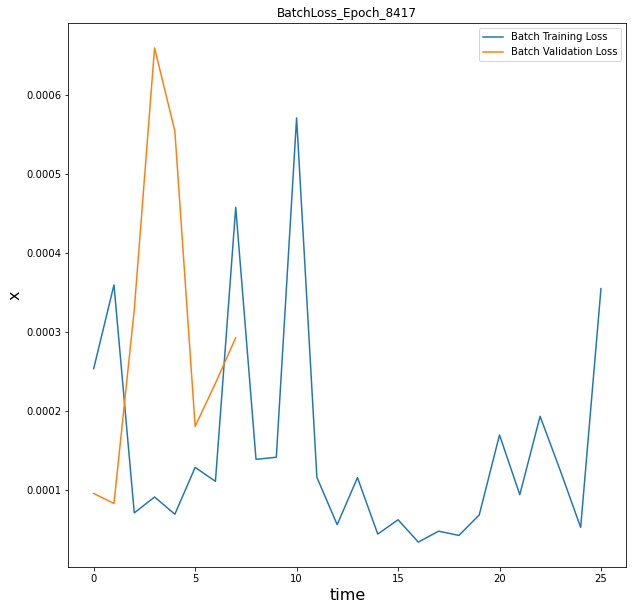 BatchLoss_Epoch_8417
Batch Training Loss
Batch Validation Loss
x
0.0006
0.0005
0.0004
0.0003
0.0002
0.0001
0 5 10 15 20 25
time